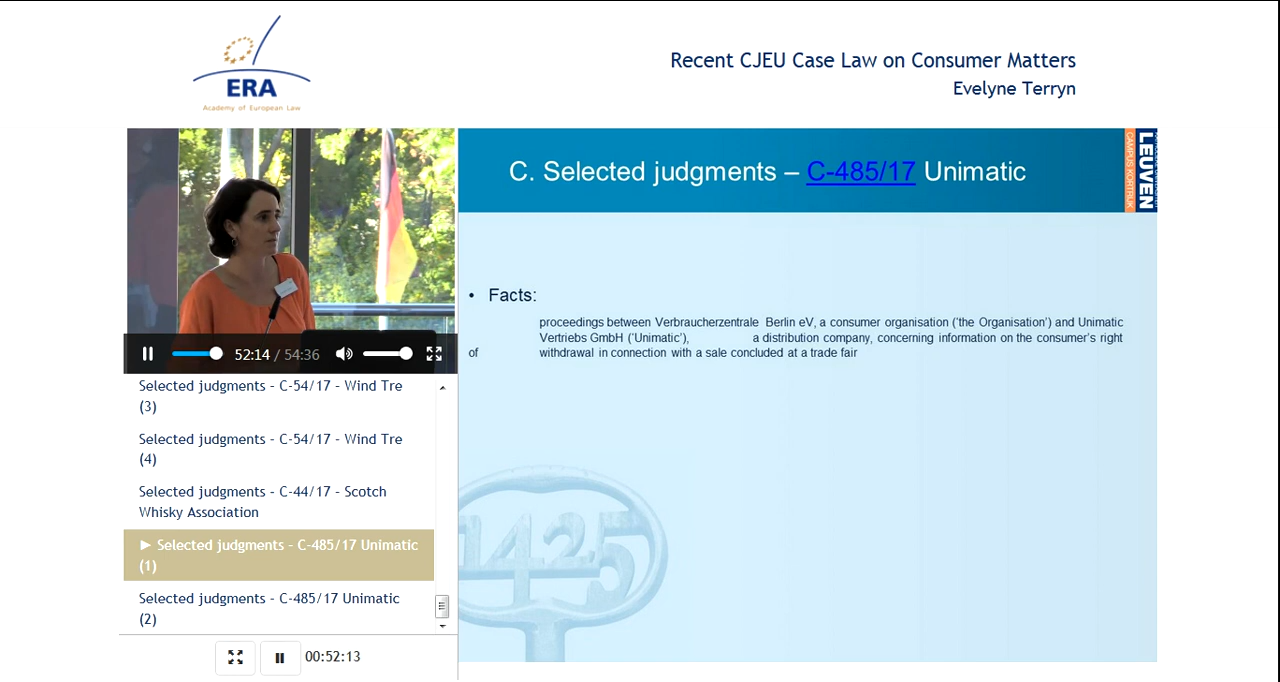 ERA
Academy of European Law
Recent CJEU Case Law on Consumer Matters
Evelyne Terryn
52:14 / 54:36
Selected judgments - C-54/17 - Wind Tre
(3)
Selected judgments - C-54/17 - Wind Tre
(4)
Selected judgments - C-44/17 - Scotch
Whisky Association
► Selected judgments - C-485/17 Unimatic
(1)
Selected judgments - C-485/17 Unimatic
(2)
00:52:13
C. Selected judgments – C-485/17 Unimatic
LEUVEN
CAMPUS KORTRIJK
• Facts:
proceedings between Verbraucherzentrale Berlin eV, a consumer organisation ('the Organisation') and Unimatic
Vertriebs GmbH ('Unimatic'), a distribution company, concerning information on the consumer's right
of withdrawal in connection with a sale concluded at a trade fair
1425